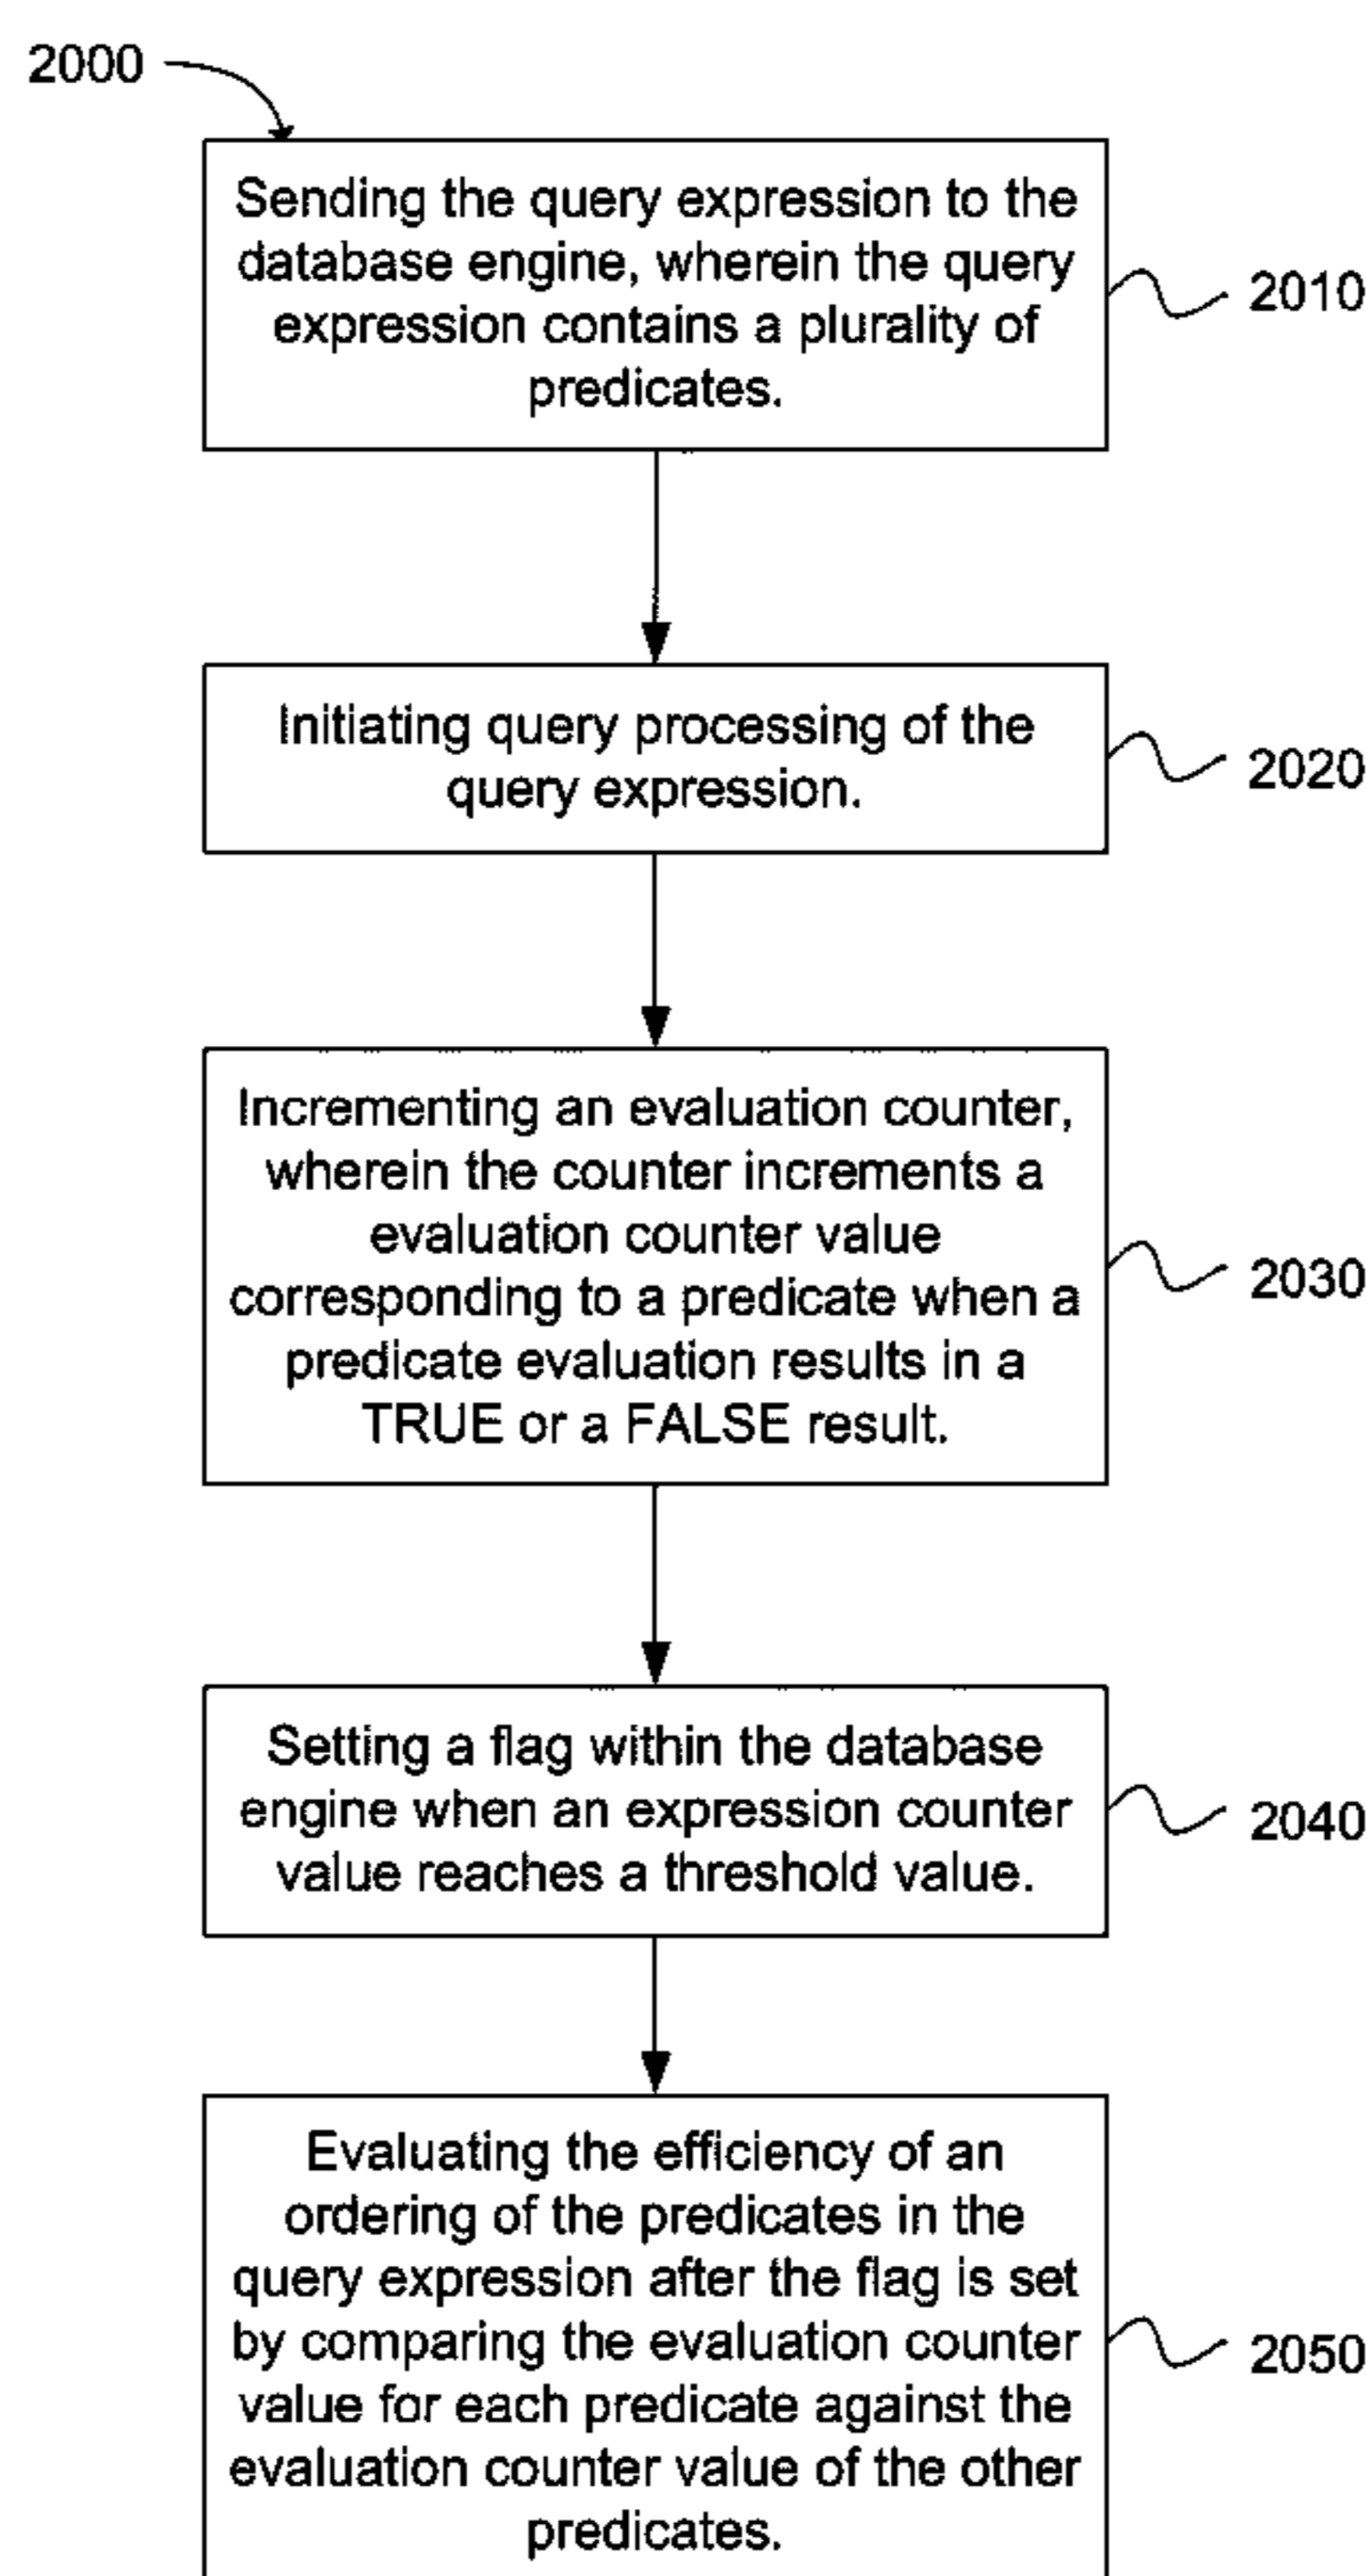 2000
Sending the query expression to the
database engine, wherein the query
expression contains a plurality of
predicates.
2010
Initiating query processing of the
query expression.
2020
Incrementing an evaluation counter,
wherein the counter increments a
evaluation counter value
corresponding to a predicate when a
predicate evaluation results in a
TRUE or a FALSE result.
2030
Setting a flag within the database
engine when an expression counter
value reaches a threshold value.
2040
Evaluating the efficiency of an
ordering of the predicates in the
query expression after the flag is set
by comparing the evaluation counter
value for each predicate against the
evaluation counter value of the other
predicates.
2050